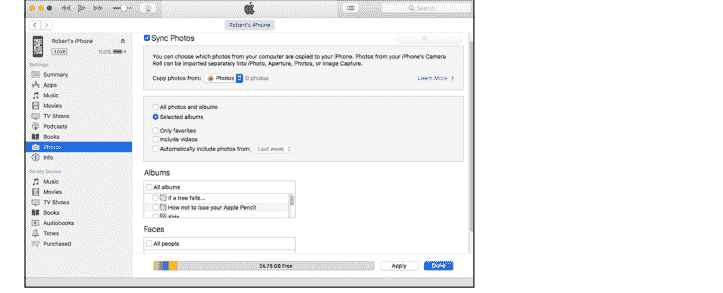 Search
Robert's iPhone
Robert's iPhone
100%
Settings
Summary
Apps
Music
Movies
TV Shows
Podcasts
Books
Photos
Info
On My Device
Music
Movies
TV Shows
Books
Audiobooks
Tones
Purchased
Sync Photos
You can choose which photos from your computer are copied to your iPhone. Photos from your iPhone's Camera
Roll can be imported separately into iPhoto, Aperture, Photos, or Image Capture.
Copy photos from: Photos 0 photos
Learn More
All photos and albums
Selected albums
Only favorites
Include videos
Automatically include photos from: Last week
Albums
All albums
If a tree falls...
How not to lose your Apple Pencil
Kids
Faces
All people
24.76 GB Free
Apply
Done